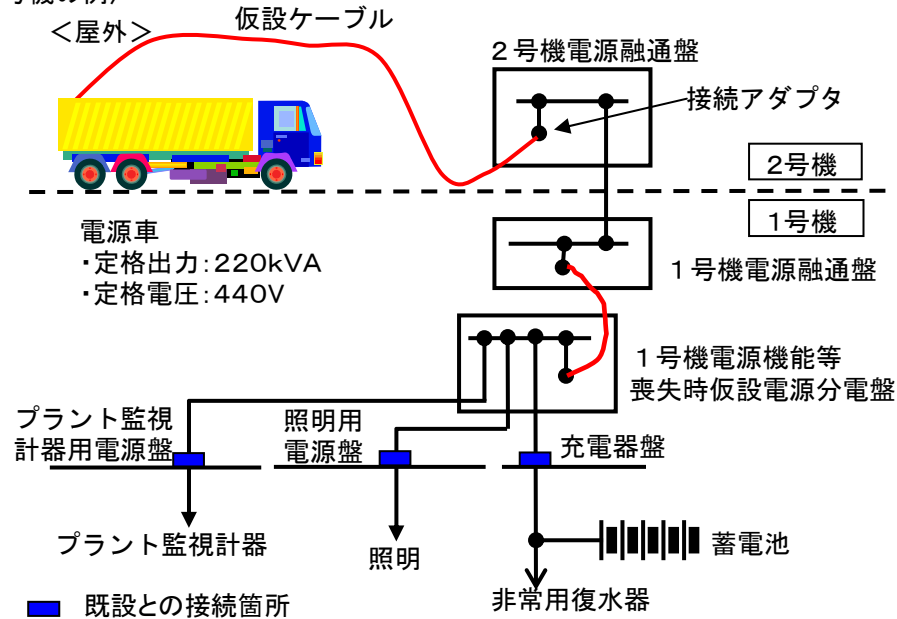 ＜屋外＞
仮設ケーブル
２号機電源融通盤
接続アダプタ
2号機
1号機
電源車
・定格出力：220kVA
・定格電圧：440V
１号機電源融通盤
１号機電源機能等
喪失時仮設電源分電盤
プラント監視
計器用電源盤
照明用
電源盤
充電器盤
プラント監視計器
照明
蓄電池
非常用復水器
既設との接続箇所